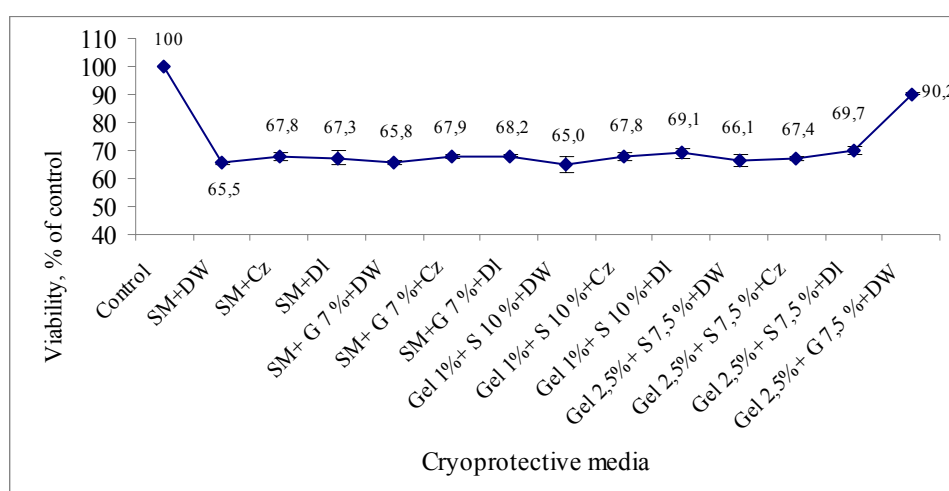 110
100
90
80
70
60
50
40
Viability, % of control
100
65,5
67,8
67,3
65,8
67,9
68,2
65,0
67,8
69,1
66,1
67,4
69,7
90,2
Control
SM+DW
SM+Cz
SM+Dl
SM+ G 7 %+DW
SM+ G 7 %+Cz
SM+G 7 %+Dl
Gel 1%+ S 10 %+DW
Gel 1%+ S 10 %+Cz
Gel 1%+ S 10 %+Dl
Gel 2,5%+ S7,5 %+DW
Gel 2,5%+ S 7,5 %+Cz
Gel 2,5%+ S 7,5 %+Dl
Gel 2,5%+ G 7,5 %+DW
Cryoprotective media